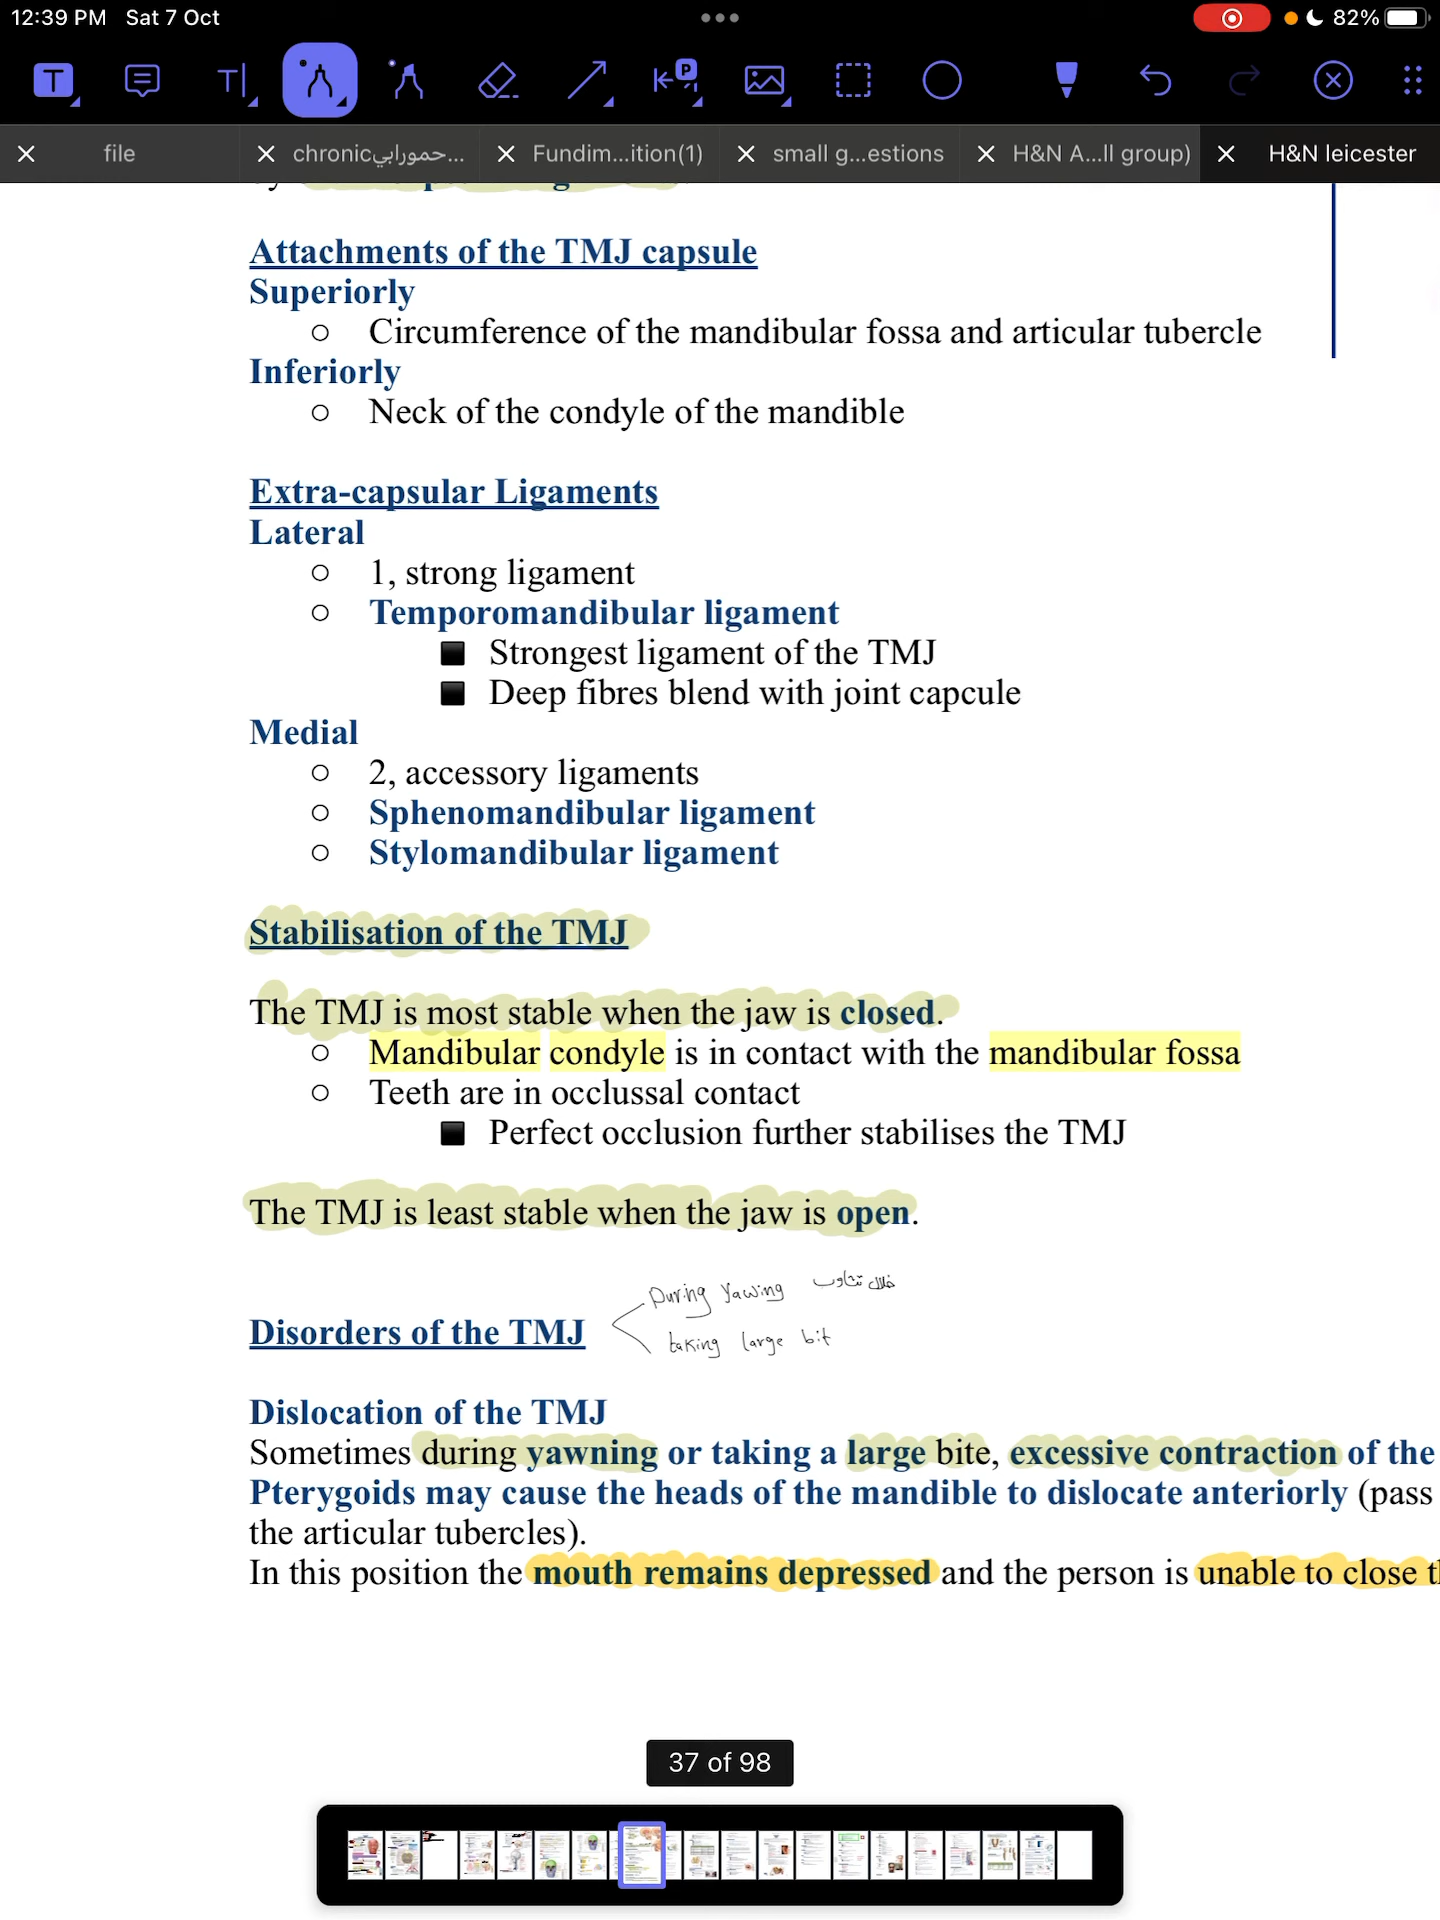 12:39 PM Sat 7 Oct
82%
file
chronicحمورابي...
Fundim...ition(1)
small g...estions
H&N A...ll group)
H&N leicester
Attachments of the TMJ capsule
Superiorly
Circumference of the mandibular fossa and articular tubercle
Inferiorly
Neck of the condyle of the mandible
Extra-capsular Ligaments
Lateral
1, strong ligament
Temporomandibular ligament
Strongest ligament of the TMJ
Deep fibres blend with joint capcule
Medial
2, accessory ligaments
Sphenomandibular ligament
Stylomandibular ligament
Stabilisation of the TMJ
The TMJ is most stable when the jaw is closed.
Mandibular condyle is in contact with the mandibular fossa
Teeth are in occlussal contact
Perfect occlusion further stabilises the TMJ
The TMJ is least stable when the jaw is open.
During Yawing خلال تثاوب
Disorders of the TMJ
taking large bit
Dislocation of the TMJ
Sometimes during yawning or taking a large bite, excessive contraction of the
Pterygoids may cause the heads of the mandible to dislocate anteriorly (pass
the articular tubercles).
In this position the mouth remains depressed and the person is unable to close
37 of 98